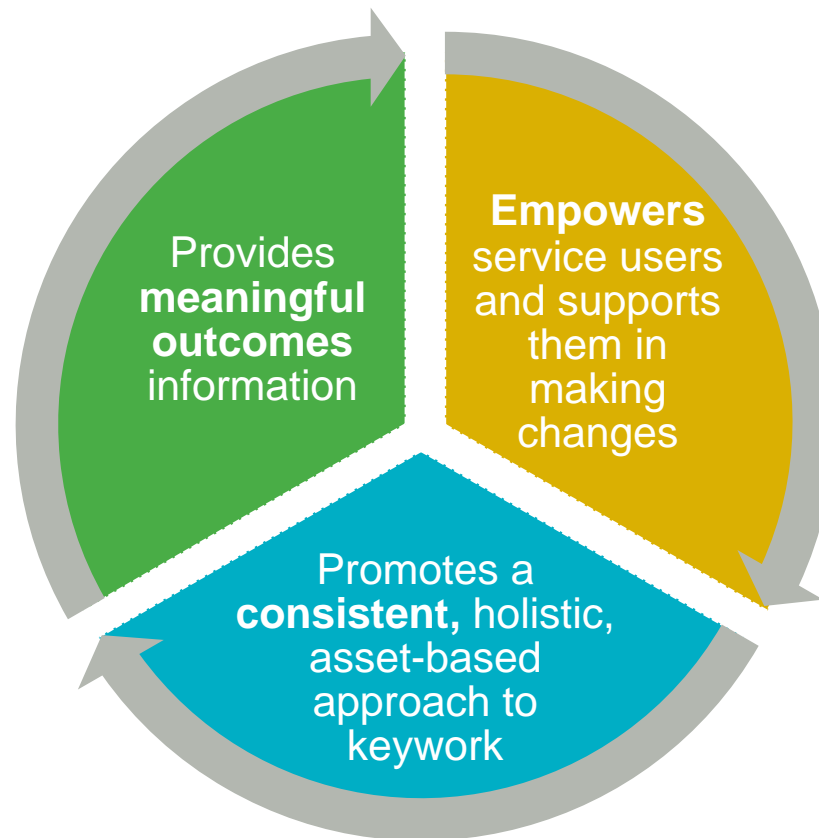 Provides
meaningful
outcomes
information
Empowers
service users
and supports
them in
making
changes
Promotes a
consistent, holistic,
asset-based
approach to
keywork